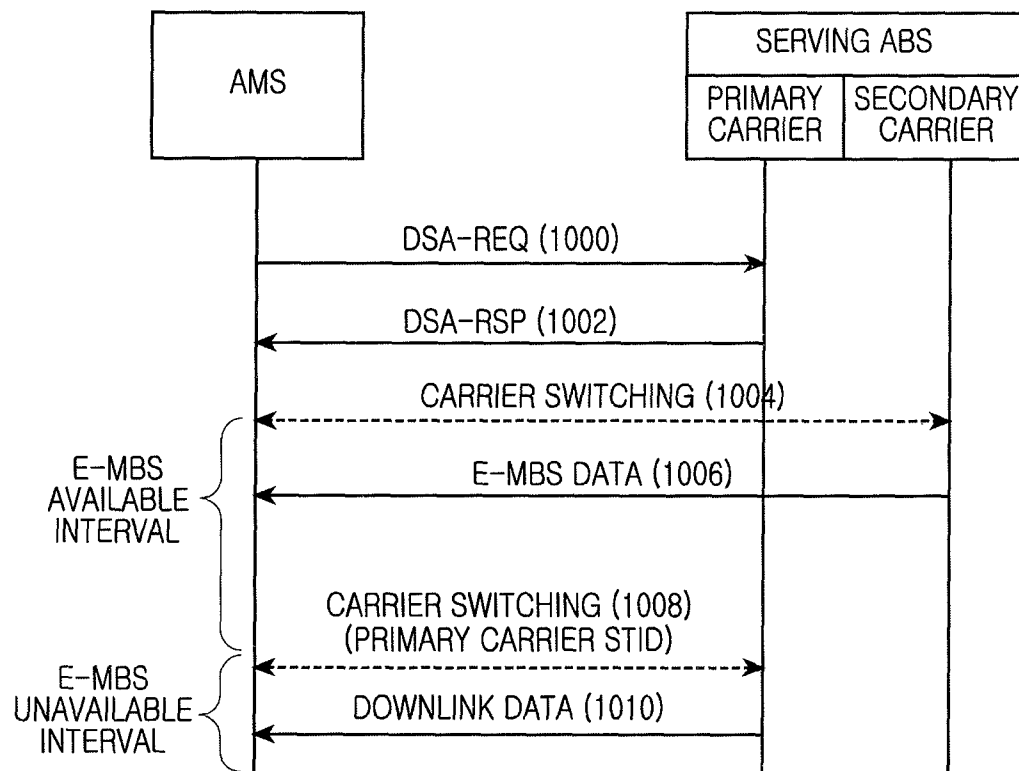 AMS
SERVING ABS
PRIMARY
CARRIER
SECONDARY
CARRIER
DSA-REQ (1000)
DSA-RSP (1002)
CARRIER SWITCHING (1004)
E-MBS
AVAILABLE
INTERVAL
E-MBS DATA (1006)
CARRIER SWITCHING (1008)
(PRIMARY CARRIER STID)
E-MBS
UNAVAILABLE
INTERVAL
DOWNLINK DATA (1010)